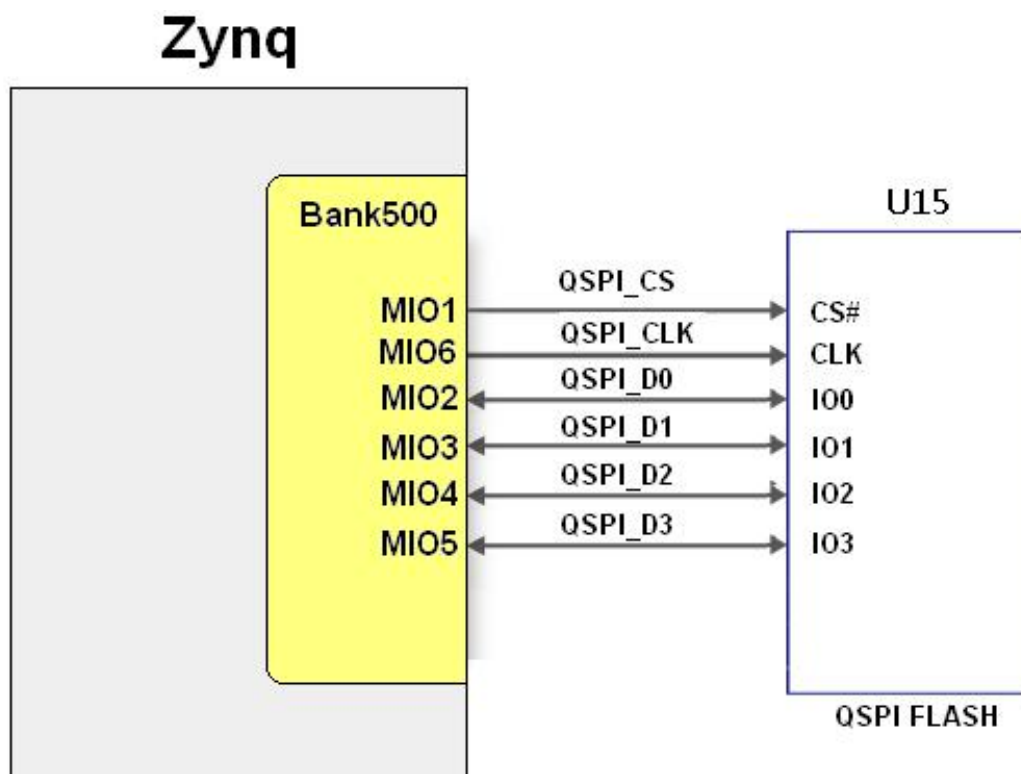 Zynq
Bank500
U15
MIO1 QSPI_CS CS#
MIO6 QSPI_CLK CLK
MIO2 QSPI_D0 IO0
MIO3 QSPI_D1 IO1
MIO4 QSPI_D2 IO2
MIO5 QSPI_D3 IO3
QSPI FLASH